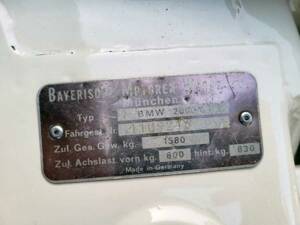 BAYERISCHE MOTOREN
München
Typ BMW 200
Fahrgest. Nr.
Zul. Ges. Gew. kg. 1580
Zul. Achslast. vorn kg. 800 hint. kg. 830
Made in Germany